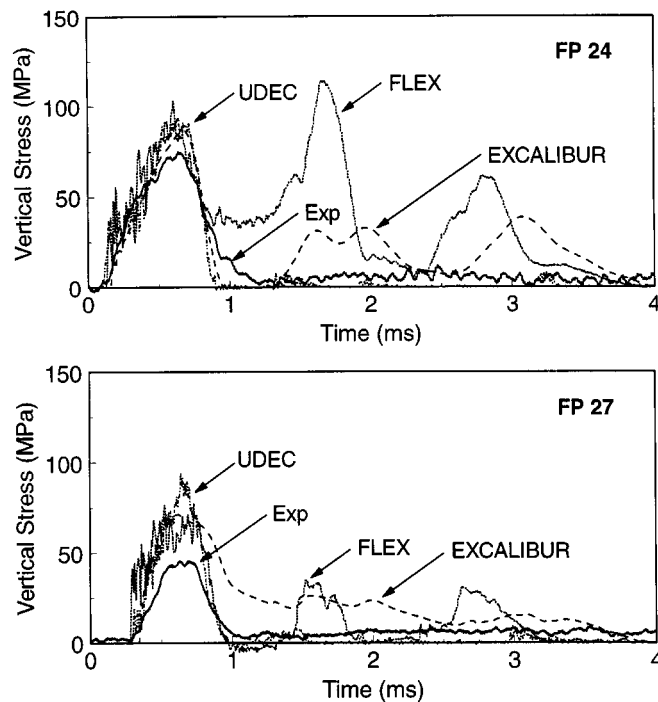 150
FP 24
UDEC
FLEX
100
EXCALIBUR
50
Exp
0
Vertical Stress (MPa)
0 1 2 3 4
Time (ms)
150
FP 27
UDEC
100
Exp
FLEX
EXCALIBUR
50
0
Vertical Stress (MPa)
0 1 2 3 4
Time (ms)